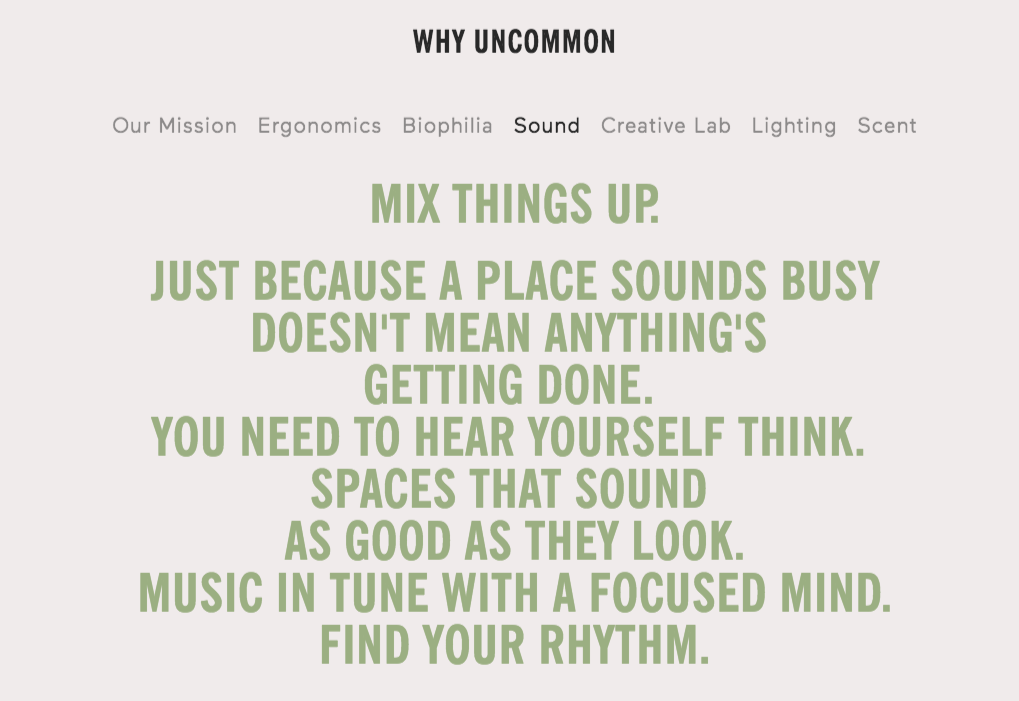 WHY UNCOMMON
Our Mission Ergonomics Biophilia Sound Creative Lab Lighting Scent
MIX THINGS UP.
JUST BECAUSE A PLACE SOUNDS BUSY
DOESN'T MEAN ANYTHING'S
GETTING DONE.
YOU NEED TO HEAR YOURSELF THINK.
SPACES THAT SOUND
AS GOOD AS THEY LOOK.
MUSIC IN TUNE WITH A FOCUSED MIND.
FIND YOUR RHYTHM.